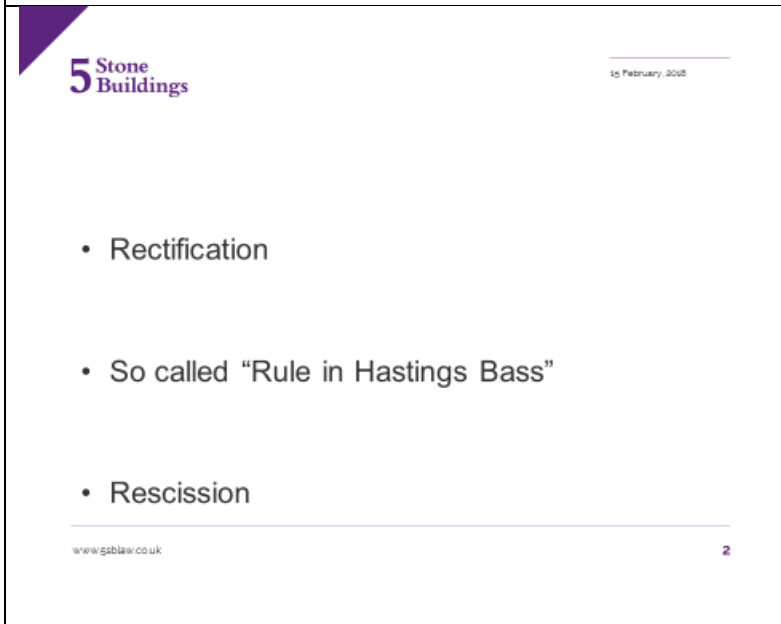 5 Stone
Buildings
15 February, 2018
• Rectification
• So called “Rule in Hastings Bass”
• Rescission
www.5sblaw.co.uk
2